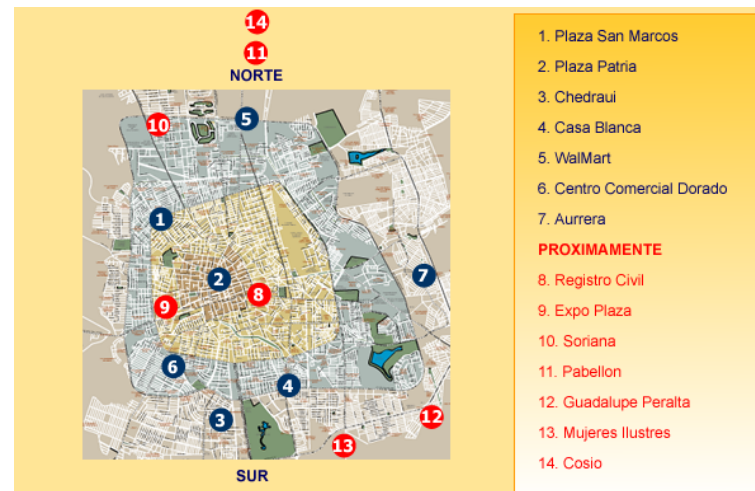 14
11
NORTE
10
5
1
2
7
8
9
6
4
3
12
13
SUR
1. Plaza San Marcos
2. Plaza Patria
3. Chedraui
4. Casa Blanca
5. WalMart
6. Centro Comercial Dorado
7. Aurrera
PROXIMAMENTE
8. Registro Civil
9. Expo Plaza
10. Soriana
11. Pabellon
12. Guadalupe Peralta
13. Mujeres Ilustres
14. Cosio